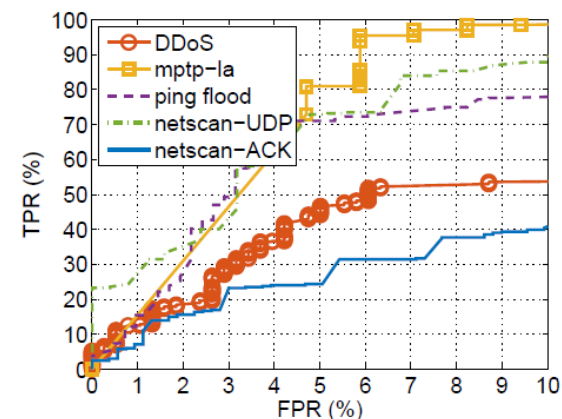 100
90
80
70
60
50
40
30
20
10
0
TPR (%)
DDoS
mptp-la
ping flood
netscan-UDP
netscan-ACK
0 1 2 3 4 5 6 7 8 9 10
FPR (%)